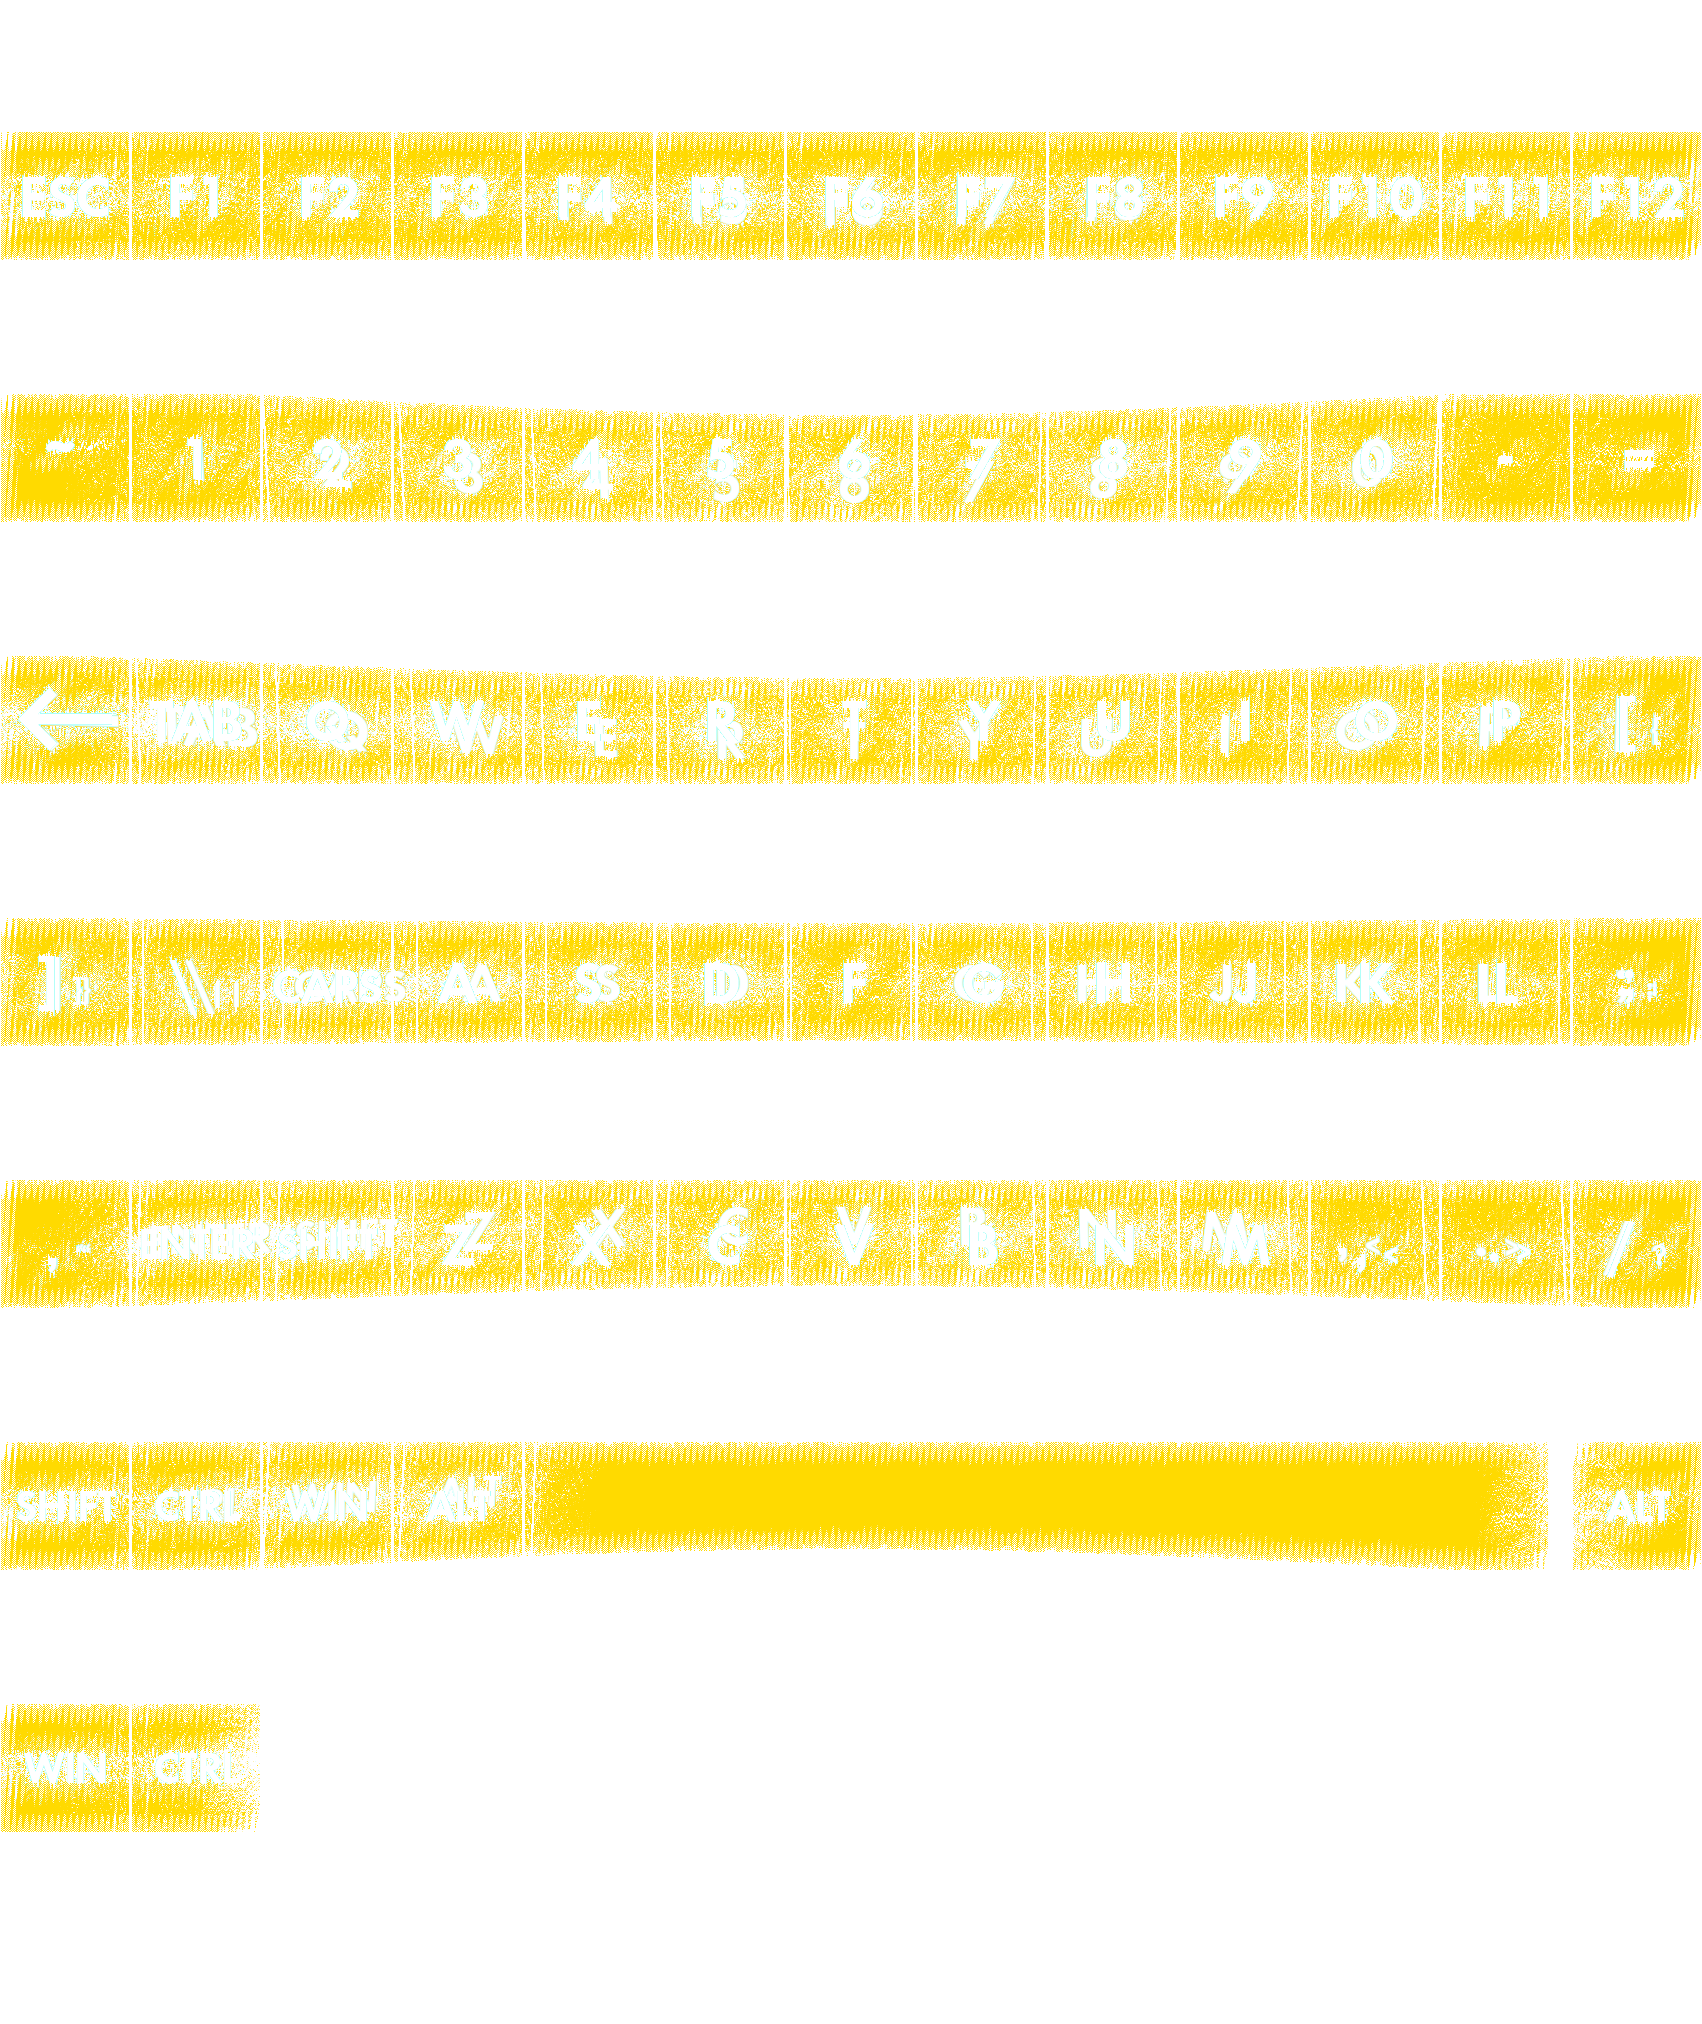 ESC F1 F2 F3 F4 F5 F6 F7 F8 F9 F10 F11 F12
1 2 3 4 5 6 7 8 9 0 - =
← TAB Q W E R T Y U I O P [ {
] } \ | CAPS A S D F G H J K L ; :
, " ENTER SHIFT Z X C V B N M , < . > / ?
SHIFT CTRL WIN ALT ALT
WIN CTRL